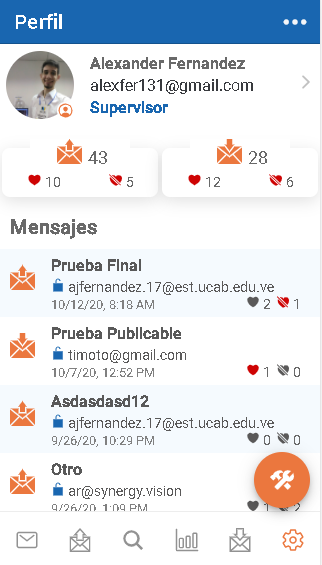 Perfil
Alexander Fernandez
alexfer131@gmail.com
Supervisor
43
10 5
28
12 6
Mensajes
Prueba Final
ajfernandez.17@est.ucab.edu.ve
10/12/20, 8:18 AM 2 1
Prueba Publicable
timoto@gmail.com
10/7/20, 12:52 PM 1 0
Asdasdasd12
ajfernandez.17@est.ucab.edu.ve
9/26/20, 10:29 PM 0 0
Otro
ar@synergy.vision
9/26/20, 1:09 PM 1 2